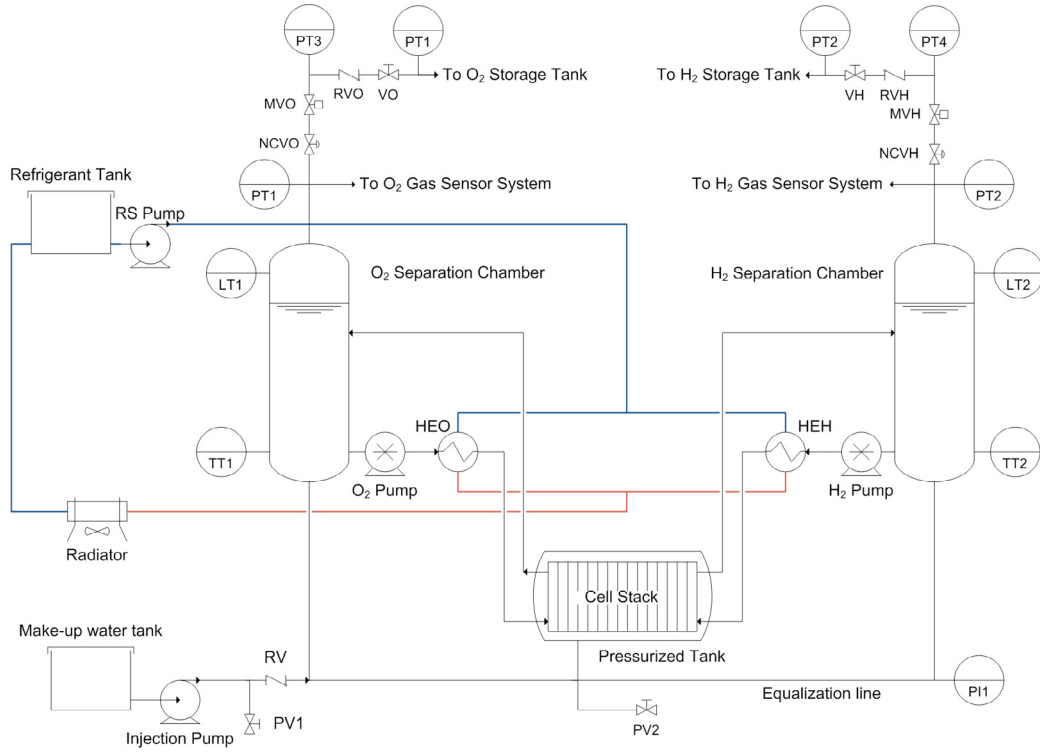 PT3
PT1
PT2
PT4
To O₂ Storage Tank
To H₂ Storage Tank
RVO
VO
VH
RVH
MVO
MVH
NCVO
NCVH
Refrigerant Tank
PT1
To O₂ Gas Sensor System
To H₂ Gas Sensor System
PT2
RS Pump
LT1
O₂ Separation Chamber
H₂ Separation Chamber
LT2
HEO
HEH
TT1
TT2
O₂ Pump
H₂ Pump
Radiator
Cell Stack
Make-up water tank
RV
Pressurized Tank
Equalization line
PI1
PV1
PV2
Injection Pump